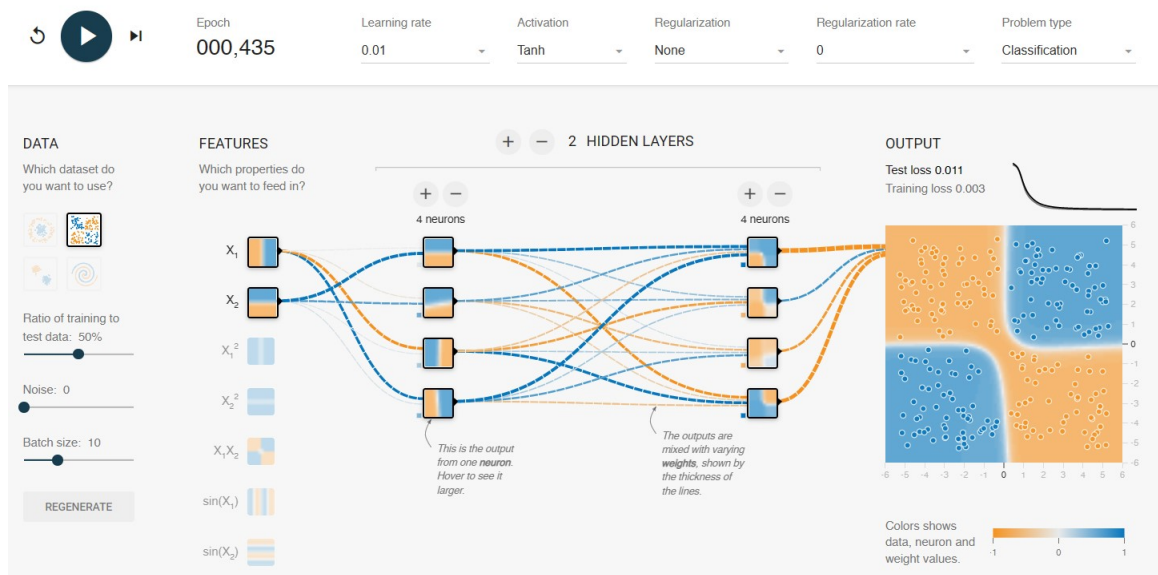 Epoch
000,435
Learning rate
0.01
Activation
Tanh
Regularization
None
Regularization rate
0
Problem type
Classification
DATA
Which dataset do
you want to use?
Ratio of training to
test data: 50%
Noise: 0
Batch size: 10
REGENERATE
FEATURES
Which properties do
you want to feed in?
X1
X2
X1²
X2²
X1X2
sin(X1)
sin(X2)
+ − 2 HIDDEN LAYERS
+ −
4 neurons
+ −
4 neurons
This is the output
from one neuron.
Hover to see it
larger.
The outputs are
mixed with varying
weights, shown by
the thickness of
the lines.
OUTPUT
Test loss 0.011
Training loss 0.003
6
5
4
3
2
1
0
-1
-2
-3
-4
-5
-6
-6 -5 -4 -3 -2 -1 0 1 2 3 4 5 6
Colors shows
data, neuron and
weight values.
-1 0 1